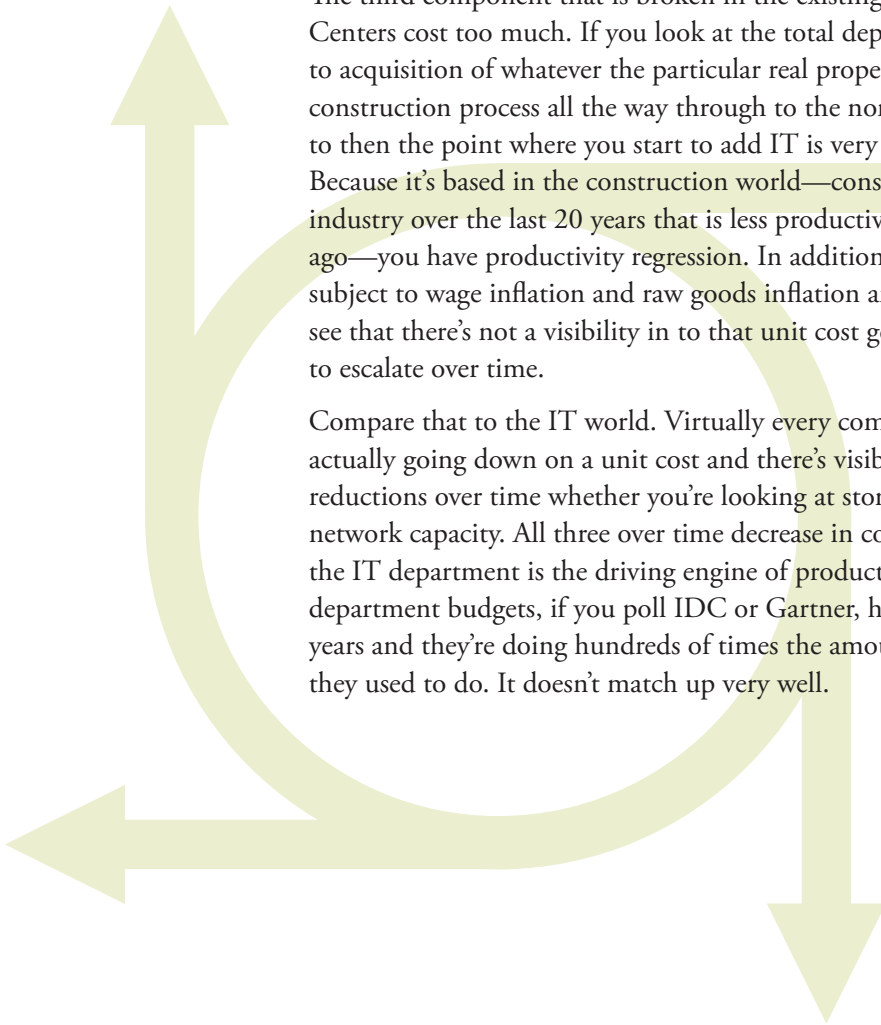 The third component that is broken in the existing
Centers cost too much. If you look at the total dep
to acquisition of whatever the particular real prope
construction process all the way through to the nor
to then the point where you start to add IT is very
Because it's based in the construction world—cons
industry over the last 20 years that is less productiv
ago—you have productivity regression. In addition
subject to wage inflation and raw goods inflation a
see that there's not a visibility in to that unit cost g
to escalate over time.
Compare that to the IT world. Virtually every com
actually going down on a unit cost and there's visib
reductions over time whether you're looking at stor
network capacity. All three over time decrease in co
the IT department is the driving engine of product
department budgets, if you poll IDC or Gartner, h
years and they're doing hundreds of times the amou
they used to do. It doesn't match up very well.